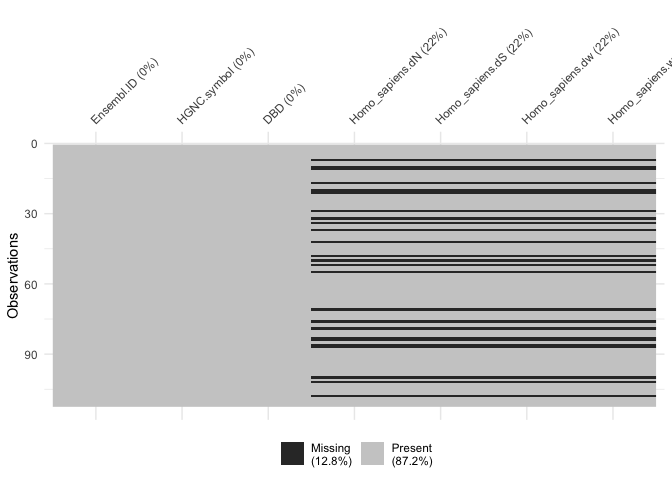 Ensembl.ID (0%)
HGNC.symbol (0%)
DBD (0%)
Homo_sapiens.dN (22%)
Homo_sapiens.dS (22%)
Homo_sapiens.dw (22%)
Homo_sapiens.w
0
30
60
90
Observations
Missing
(12.8%)
Present
(87.2%)